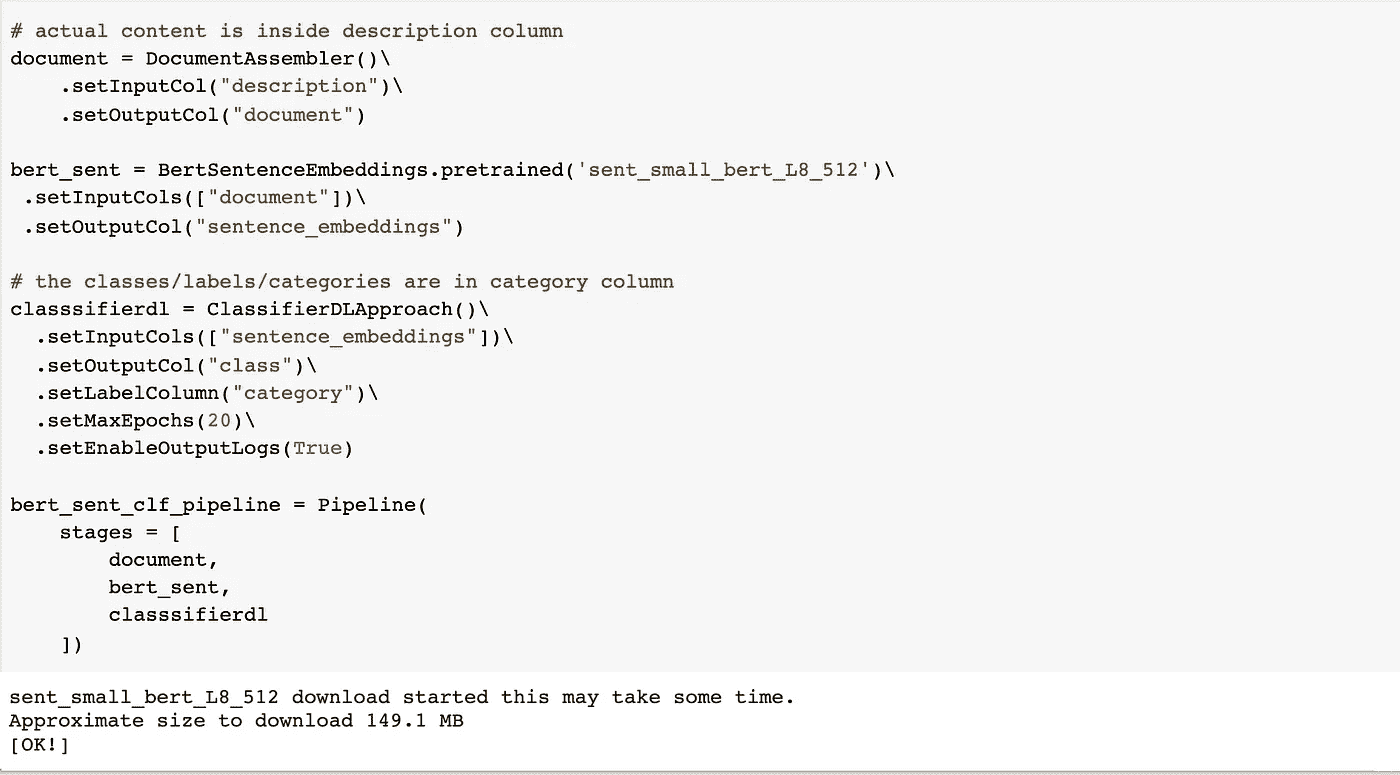 # actual content is inside description column
document = DocumentAssembler()\
    .setInputCol("description")\
    .setOutputCol("document")

bert_sent = BertSentenceEmbeddings.pretrained('sent_small_bert_L8_512')\
 .setInputCols(["document"])\
 .setOutputCol("sentence_embeddings")

# the classes/labels/categories are in category column
classsifierdl = ClassifierDLApproach()\
  .setInputCols(["sentence_embeddings"])\
  .setOutputCol("class")\
  .setLabelColumn("category")\
  .setMaxEpochs(20)\
  .setEnableOutputLogs(True)

bert_sent_clf_pipeline = Pipeline(
    stages = [
        document,
        bert_sent,
        classsifierdl
    ])
sent_small_bert_L8_512 download started this may take some time.
Approximate size to download 149.1 MB
[OK!]